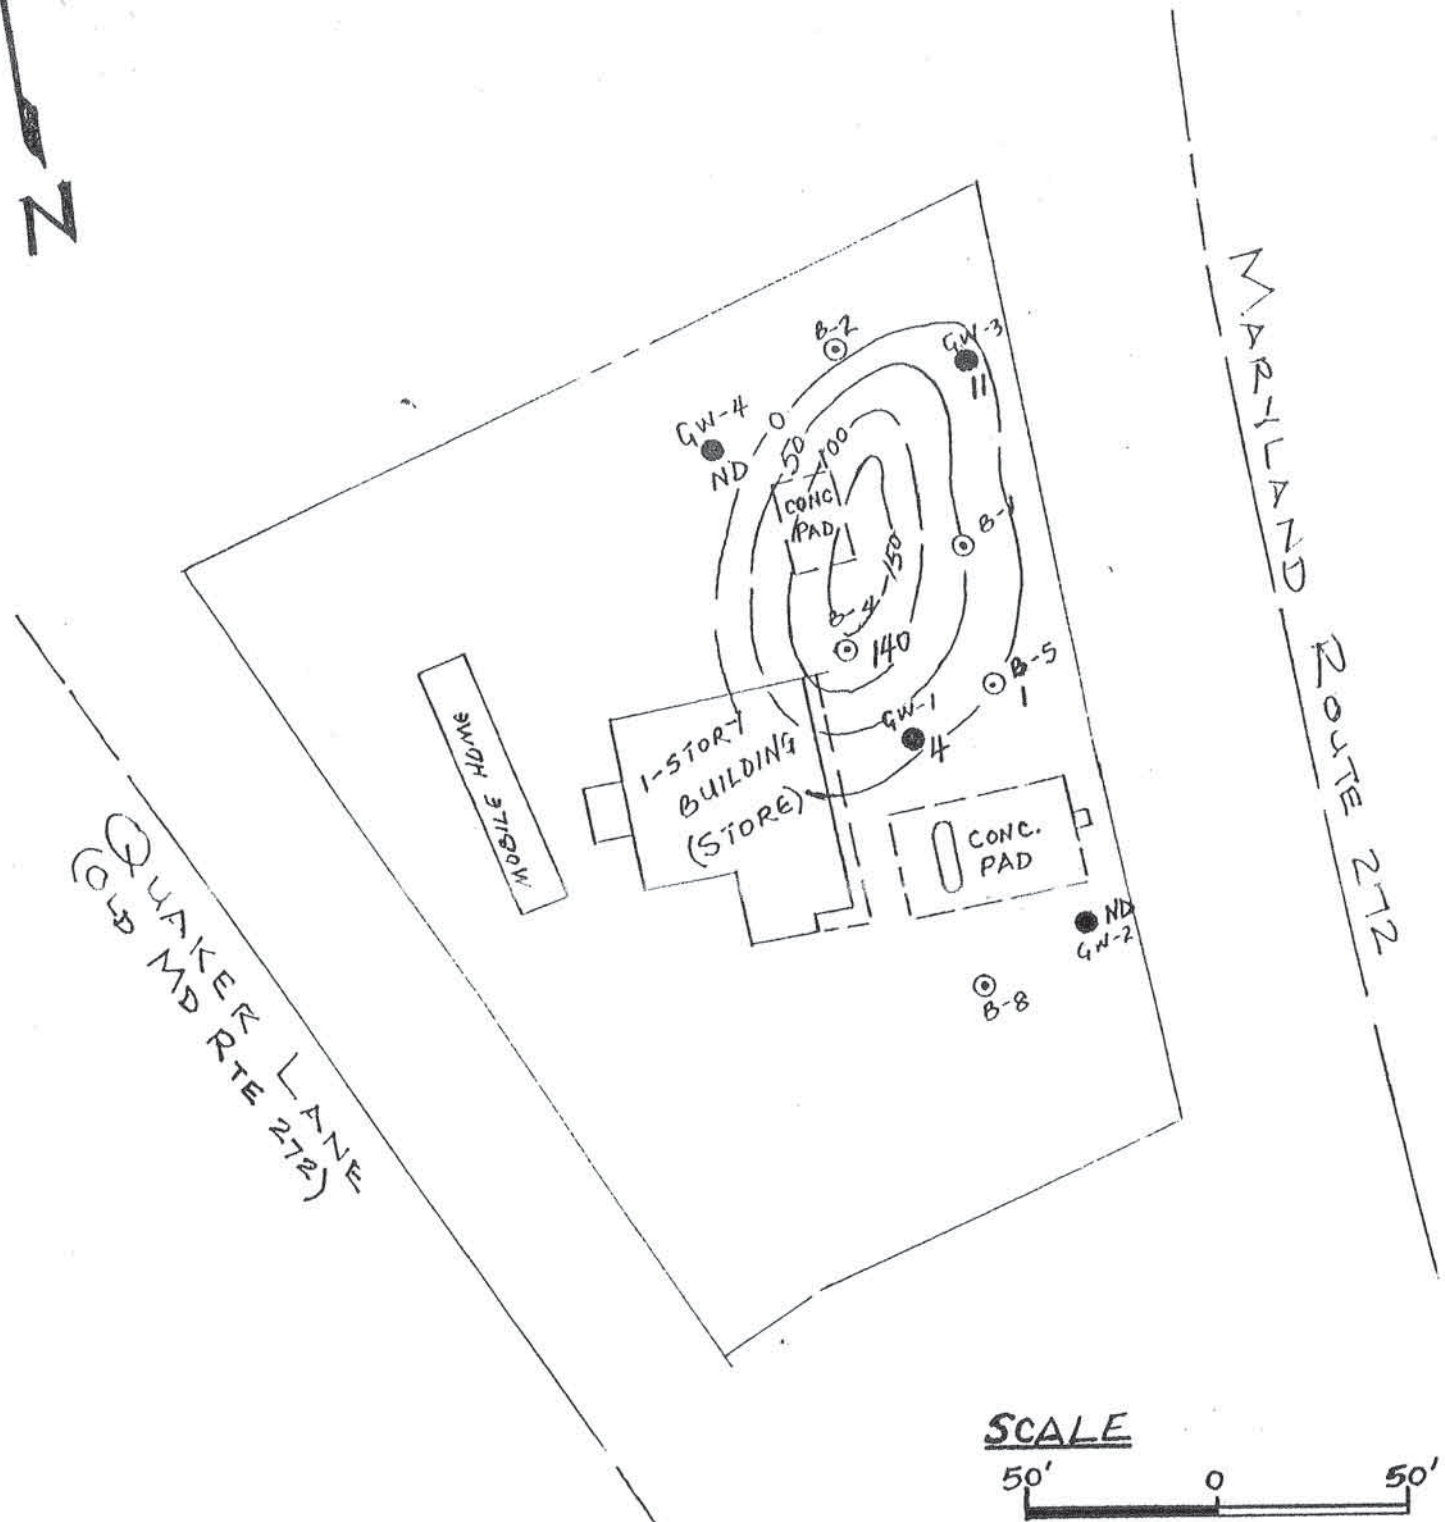 N
MARYLAND ROUTE 272
B-2
GW-3
11
GW-4
ND
0
50
100
CONC
PAD
B-1
150
B-4
140
B-5
1
GW-1
4
1-STORY
BUILDING
(STORE)
MOBILE HOME
CONC.
PAD
ND
GW-2
B-8
QUAKER LANE
(OLD MD RTE 272)
SCALE
50' 0 50'